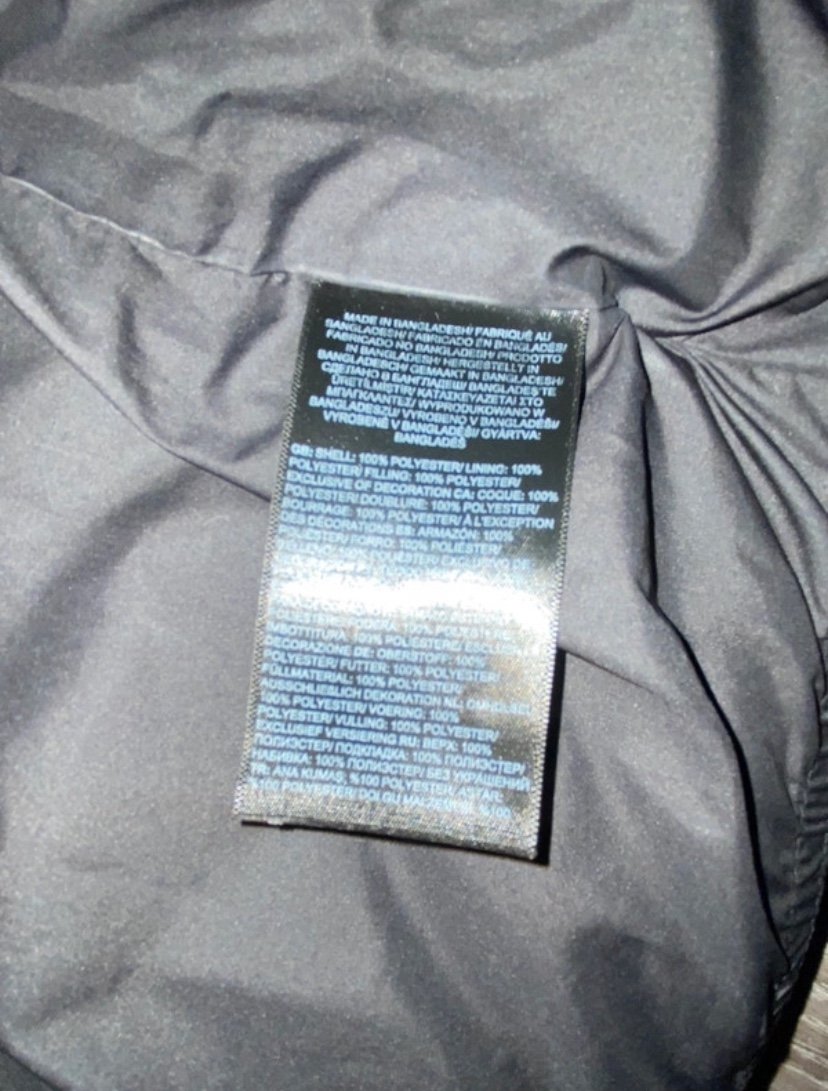 MADE IN BANGLADESH/ FABRIQUÉ AU
BANGLADESH/ FABRICADO EN BANGLADÉS/
FABRICADO NO BANGLADESH/ PRODOTTO
IN BANGLADESH/ HERGESTELLT IN
BANGLADESCH/ GEMAAKT IN BANGLADESH/
СДЕЛАНО В БАНГЛАДЕШ/ BANGLADEŞ'TE
ÜRETİLMİŞTİR/ ΚΑΤΑΣΚΕΥΑΖΕΤΑΙ ΣΤΟ
ΜΠΑΓΚΛΑΝΤΕΣ/ WYPRODUKOWANO W
BANGLADESZU/ VYROBENO V BANGLADÉŠI/
VYROBENÉ V BANGLADÉŠI/ GYÁRTVA:
BANGLADES
GB: SHELL: 100% POLYESTER/ LINING: 100%
POLYESTER/ FILLING: 100% POLYESTER/
EXCLUSIVE OF DECORATION CA: COQUE: 100%
POLYESTER/ DOUBLURE: 100% POLYESTER/
FOURRAGE: 100% POLYESTER/ À L'EXCEPTION
DES DÉCORATIONS ES: ARMAZÓN: 100%
POLIÉSTER/ FORRO: 100% POLIÉSTER/
100% POLYESTER
IMBOTTITURA: 100% POLYESTERE/ ESCLUSA
DECORAZIONE DE: OBERSTOFF: 100%
POLYESTER/ FUTTER: 100% POLYESTER/
FÜLLMATERIAL: 100% POLYESTER/
AUSSCHLIESLICH DEKORATION NL: OMHULSEL:
100% POLYESTER/ VOERING: 100%
POLYESTER/ VULLING: 100% POLYESTER/
EXCLUSIEF VERSIERING RU: ВЕРХ: 100%
ПОЛИЭСТЕР/ ПОДКЛАДКА: 100% ПОЛИЭСТЕР/
НАБИВКА: 100% ПОЛИЭСТЕР/ БЕЗ УКРАШЕНИЙ
TR: ANA KUMAŞ: %100 POLYESTER/ ASTAR:
%100 POLYESTER/ DOLGU %100